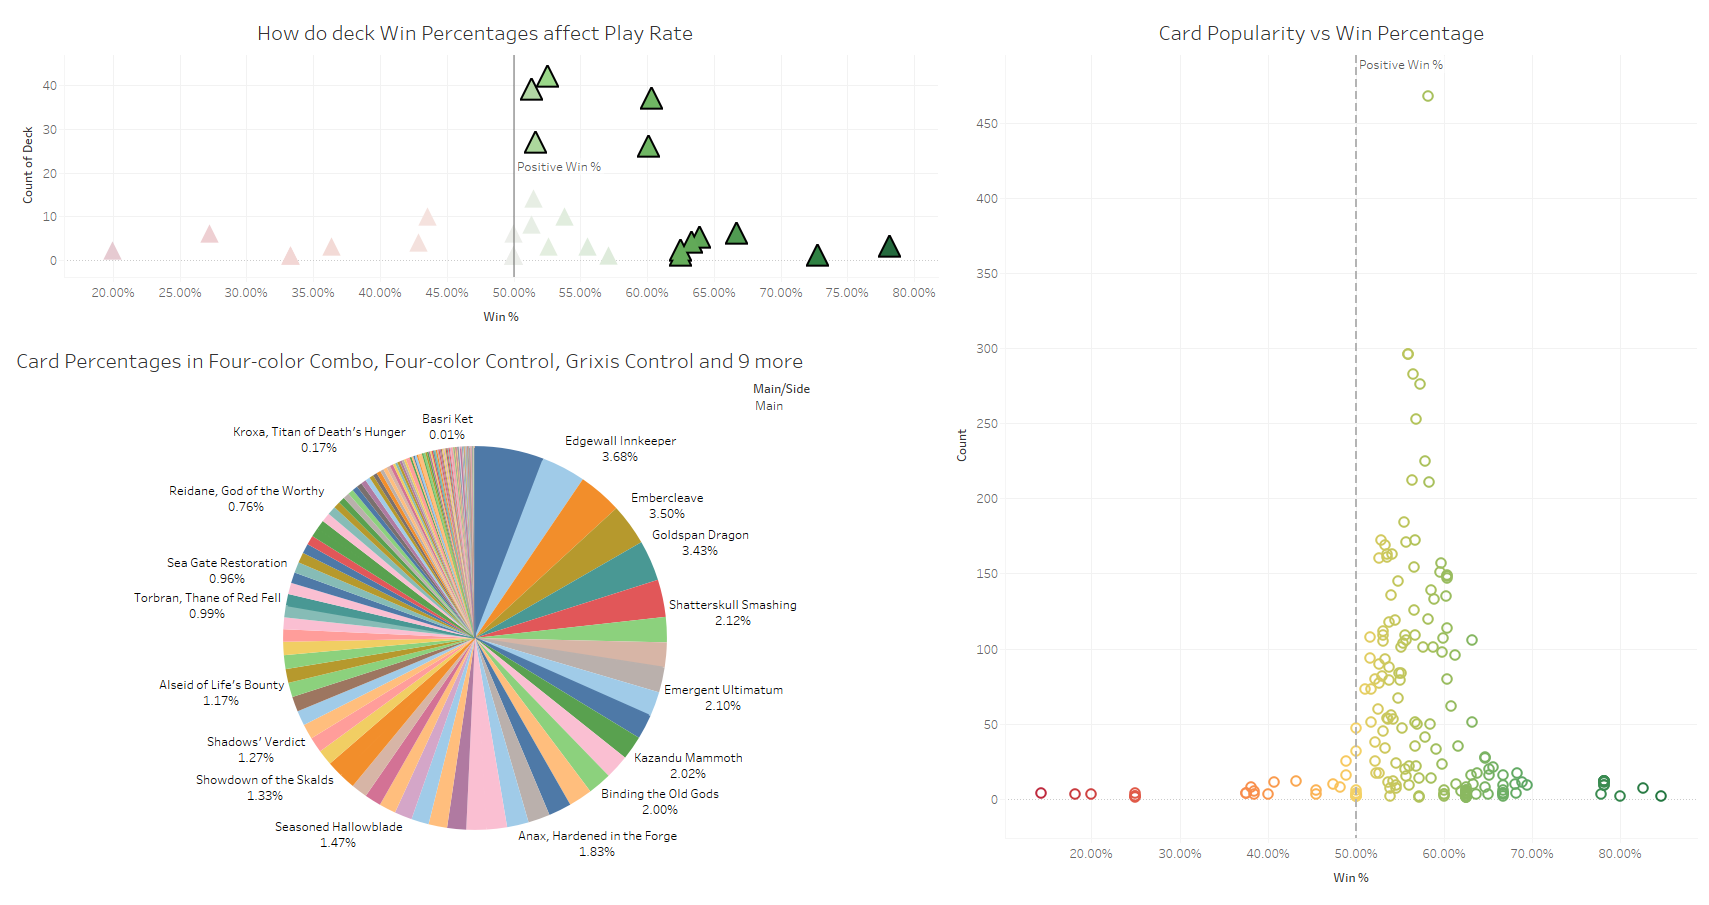 How do deck Win Percentages affect Play Rate
Count of Deck
40
30
20
10
0
Positive Win %
20.00% 25.00% 30.00% 35.00% 40.00% 45.00% 50.00% 55.00% 60.00% 65.00% 70.00% 75.00% 80.00%
Win %
Card Percentages in Four-color Combo, Four-color Control, Grixis Control and 9 more
Main/Side
Main
Basri Ket
0.01%
Kroxa, Titan of Death's Hunger
0.17%
Edgewall Innkeeper
3.68%
Reidane, God of the Worthy
0.76%
Embercleave
3.50%
Goldspan Dragon
3.43%
Sea Gate Restoration
0.96%
Torbran, Thane of Red Fell
0.99%
Shatterskull Smashing
2.12%
Alseid of Life's Bounty
1.17%
Emergent Ultimatum
2.10%
Shadows' Verdict
1.27%
Kazandu Mammoth
2.02%
Showdown of the Skalds
1.33%
Binding the Old Gods
2.00%
Seasoned Hallowblade
1.47%
Anax, Hardened in the Forge
1.83%
Card Popularity vs Win Percentage
Positive Win %
Count
450
400
350
300
250
200
150
100
50
0
20.00% 30.00% 40.00% 50.00% 60.00% 70.00% 80.00%
Win %